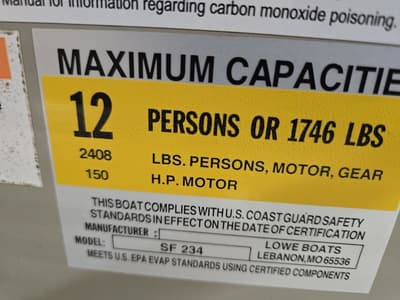 Manual for information regarding carbon monoxide poisoning.
MAXIMUM CAPACITIE
12 PERSONS OR 1746 LBS
2408 LBS. PERSONS, MOTOR, GEAR
150 H.P. MOTOR
THIS BOAT COMPLIES WITH U.S. COAST GUARD SAFETY
STANDARDS IN EFFECT ON THE DATE OF CERTIFICATION
MANUFACTURER : LOWE BOATS
MODEL: SF 234 LEBANON, MO 65536
MEETS U.S. EPA EVAP STANDARDS USING CERTIFIED COMPONENTS